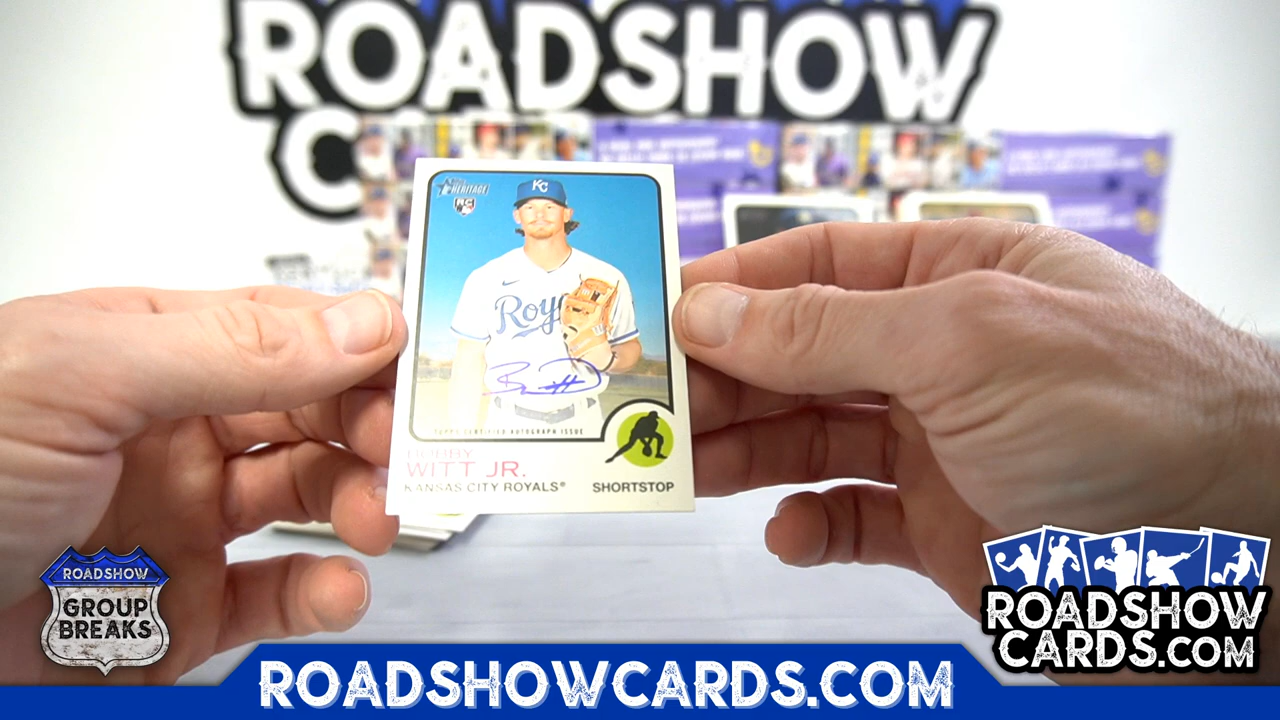 ROADSHOW
C
HERITAGE
RC
KC
Roy
TOPPS CERTIFIED AUTOGRAPH ISSUE
BOBBY
WITT JR.
KANSAS CITY ROYALS®
SHORTSTOP
ROADSHOW
GROUP
BREAKS
ROADSHOW
CARDS.COM
ROADSHOWCARDS.COM